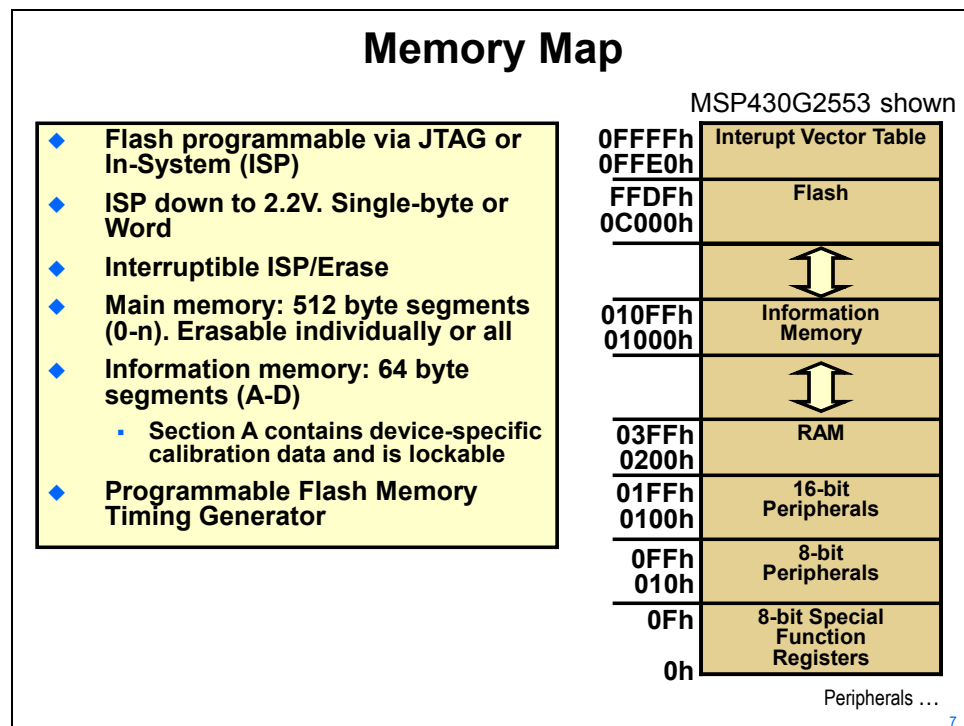 Memory Map
MSP430G2553 shown
◆ Flash programmable via JTAG or
In-System (ISP)
◆ ISP down to 2.2V. Single-byte or
Word
◆ Interruptible ISP/Erase
◆ Main memory: 512 byte segments
(0-n). Erasable individually or all
◆ Information memory: 64 byte
segments (A-D)
▪ Section A contains device-specific
calibration data and is lockable
◆ Programmable Flash Memory
Timing Generator
0FFFFh
0FFE0h
Interupt Vector Table
FFDFh
0C000h
Flash
010FFh
01000h
Information
Memory
03FFh
0200h
RAM
01FFh
0100h
16-bit
Peripherals
0FFh
010h
8-bit
Peripherals
0Fh
0h
8-bit Special
Function
Registers
Peripherals …
7